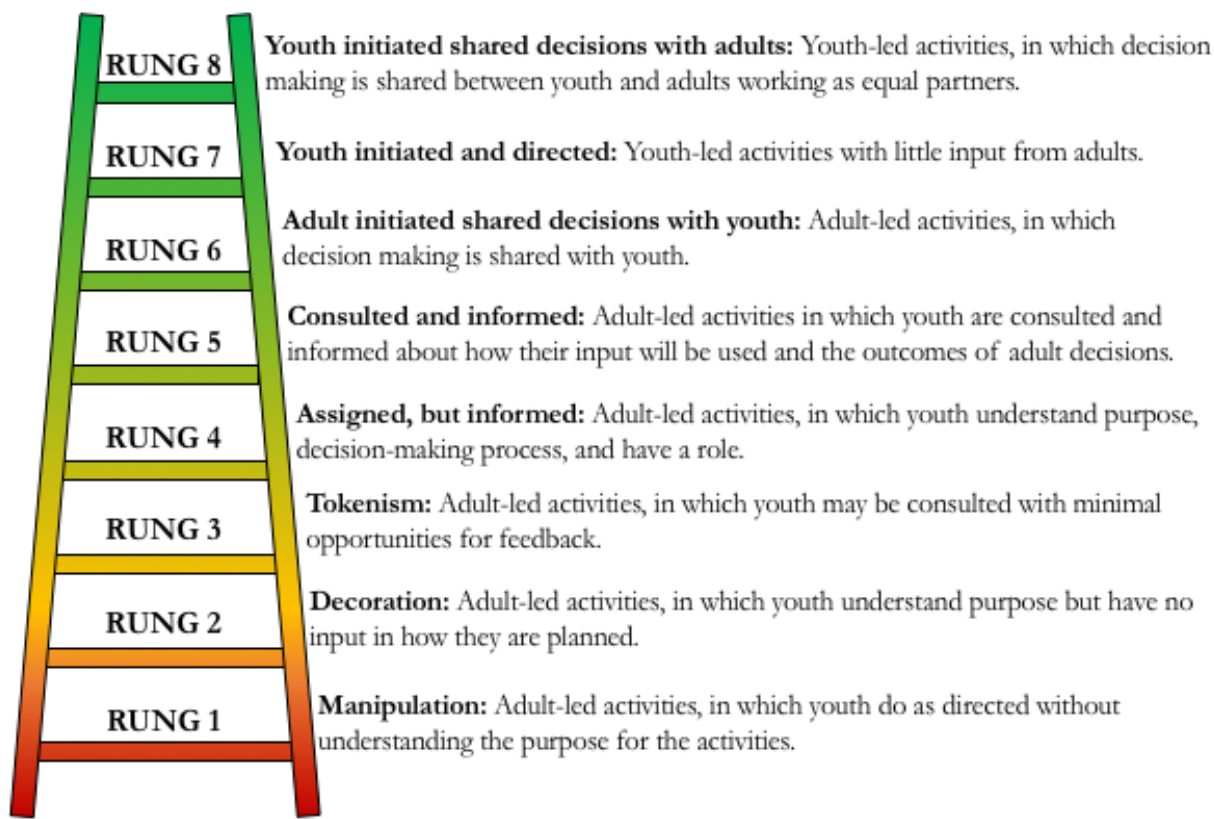 RUNG 8
Youth initiated shared decisions with adults: Youth-led activities, in which decision
making is shared between youth and adults working as equal partners.
RUNG 7
Youth initiated and directed: Youth-led activities with little input from adults.
RUNG 6
Adult initiated shared decisions with youth: Adult-led activities, in which
decision making is shared with youth.
RUNG 5
Consulted and informed: Adult-led activities in which youth are consulted and
informed about how their input will be used and the outcomes of adult decisions.
RUNG 4
Assigned, but informed: Adult-led activities, in which youth understand purpose,
decision-making process, and have a role.
RUNG 3
Tokenism: Adult-led activities, in which youth may be consulted with minimal
opportunities for feedback.
RUNG 2
Decoration: Adult-led activities, in which youth understand purpose but have no
input in how they are planned.
RUNG 1
Manipulation: Adult-led activities, in which youth do as directed without
understanding the purpose for the activities.